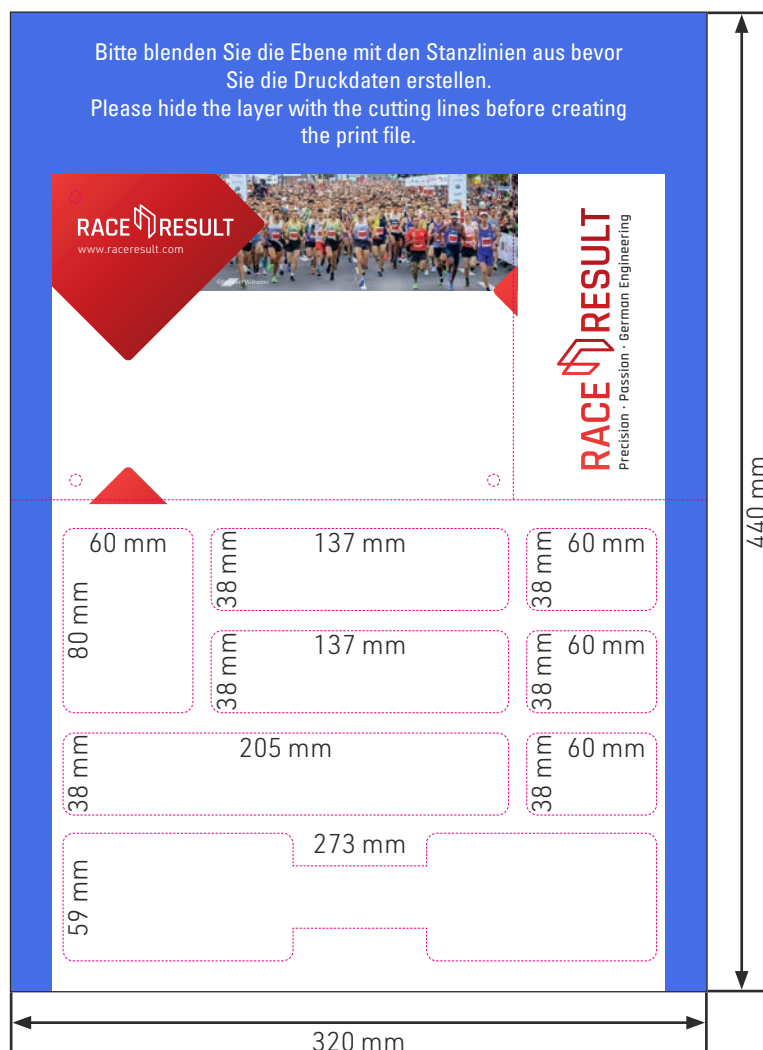 Bitte blenden Sie die Ebene mit den Stanzlinien aus bevor
Sie die Druckdaten erstellen.
Please hide the layer with the cutting lines before creating
the print file.
RACE RESULT
www.raceresult.com
RACE RESULT
Precision · Passion · German Engineering
440 mm
60 mm
80 mm
137 mm
38 mm
60 mm
38 mm
137 mm
38 mm
60 mm
38 mm
205 mm
38 mm
60 mm
38 mm
273 mm
59 mm
320 mm